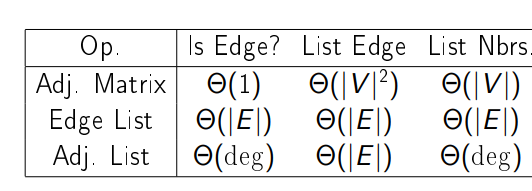 Op. Is Edge? List Edge List Nbrs.
Adj. Matrix Θ(1) Θ(|V|²) Θ(|V|)
Edge List Θ(|E|) Θ(|E|) Θ(|E|)
Adj. List Θ(deg) Θ(|E|) Θ(deg)